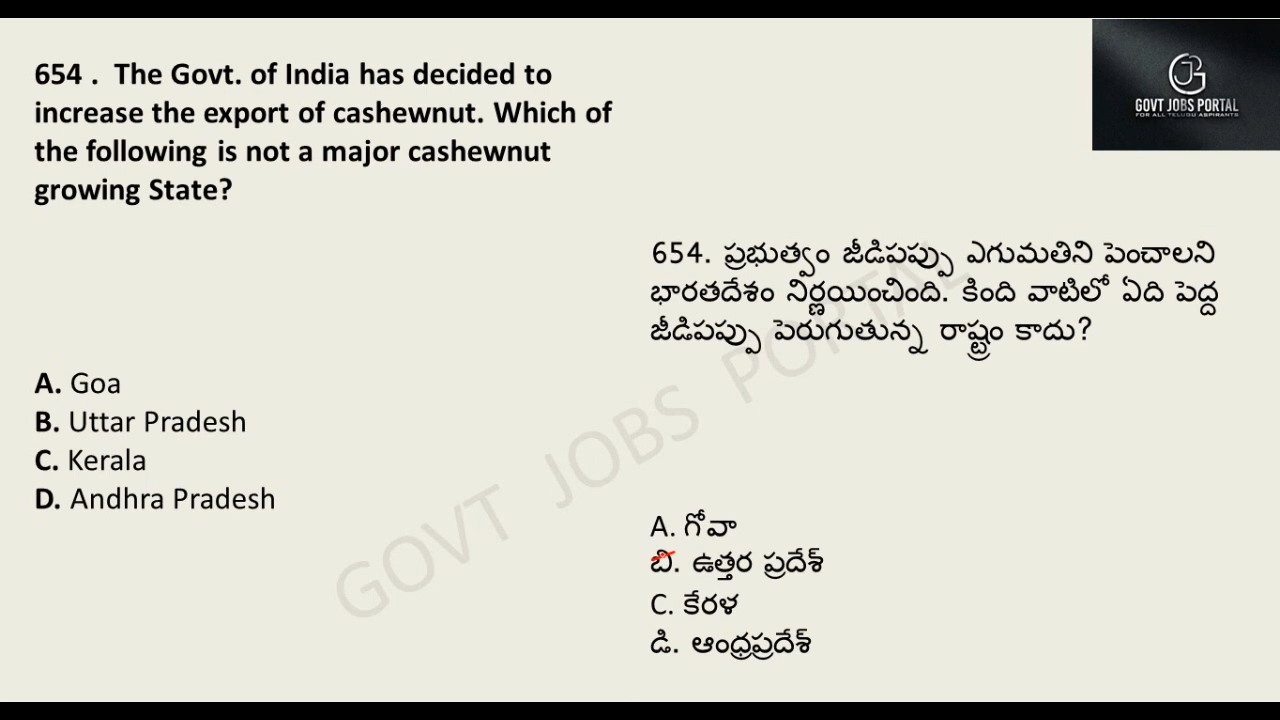 654 .  The Govt. of India has decided to
increase the export of cashewnut. Which of
the following is not a major cashewnut
growing State?
A. Goa
B. Uttar Pradesh
C. Kerala
D. Andhra Pradesh
GOVT JOBS PORTAL
FOR ALL TELUGU ASPIRANTS
654. ప్రభుత్వం జీడిపప్పు ఎగుమతిని పెంచాలని
భారతదేశం నిర్ణయించింది. కింది వాటిలో ఏది పెద్ద
జీడిపప్పు పెరుగుతున్న రాష్ట్రం కాదు?
A. గోవా
బి. ఉత్తర ప్రదేశ్
C. కేరళ
డి. ఆంధ్రప్రదేశ్
GOVT JOBS PORTAL